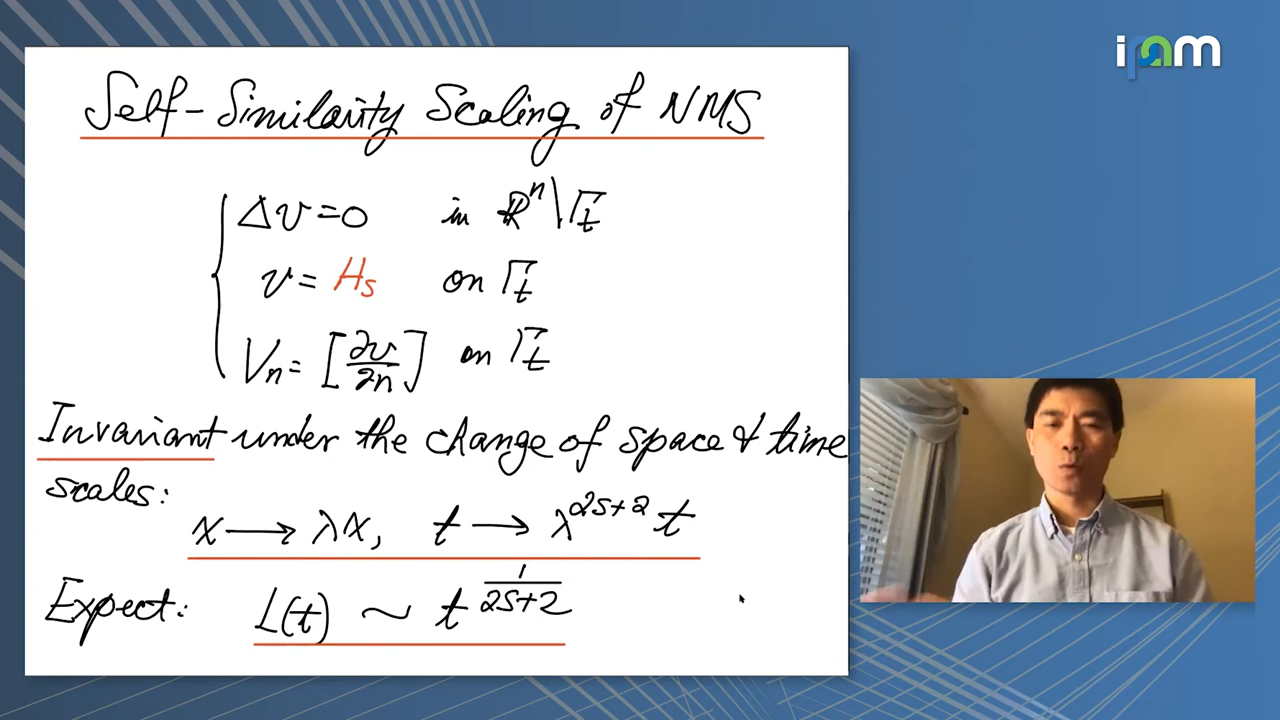 ipam
Self-Similarity Scaling of NMS
Δv=0 in ℝⁿ\Γₜ
v= Hₛ on Γₜ
Vₙ= [∂v/∂n] on Γₜ
Invariant under the change of space & time
scales:
x → λx, t → λ²ˢ⁺² t
Expect: L(t) ~ t^(1/(2s+2))